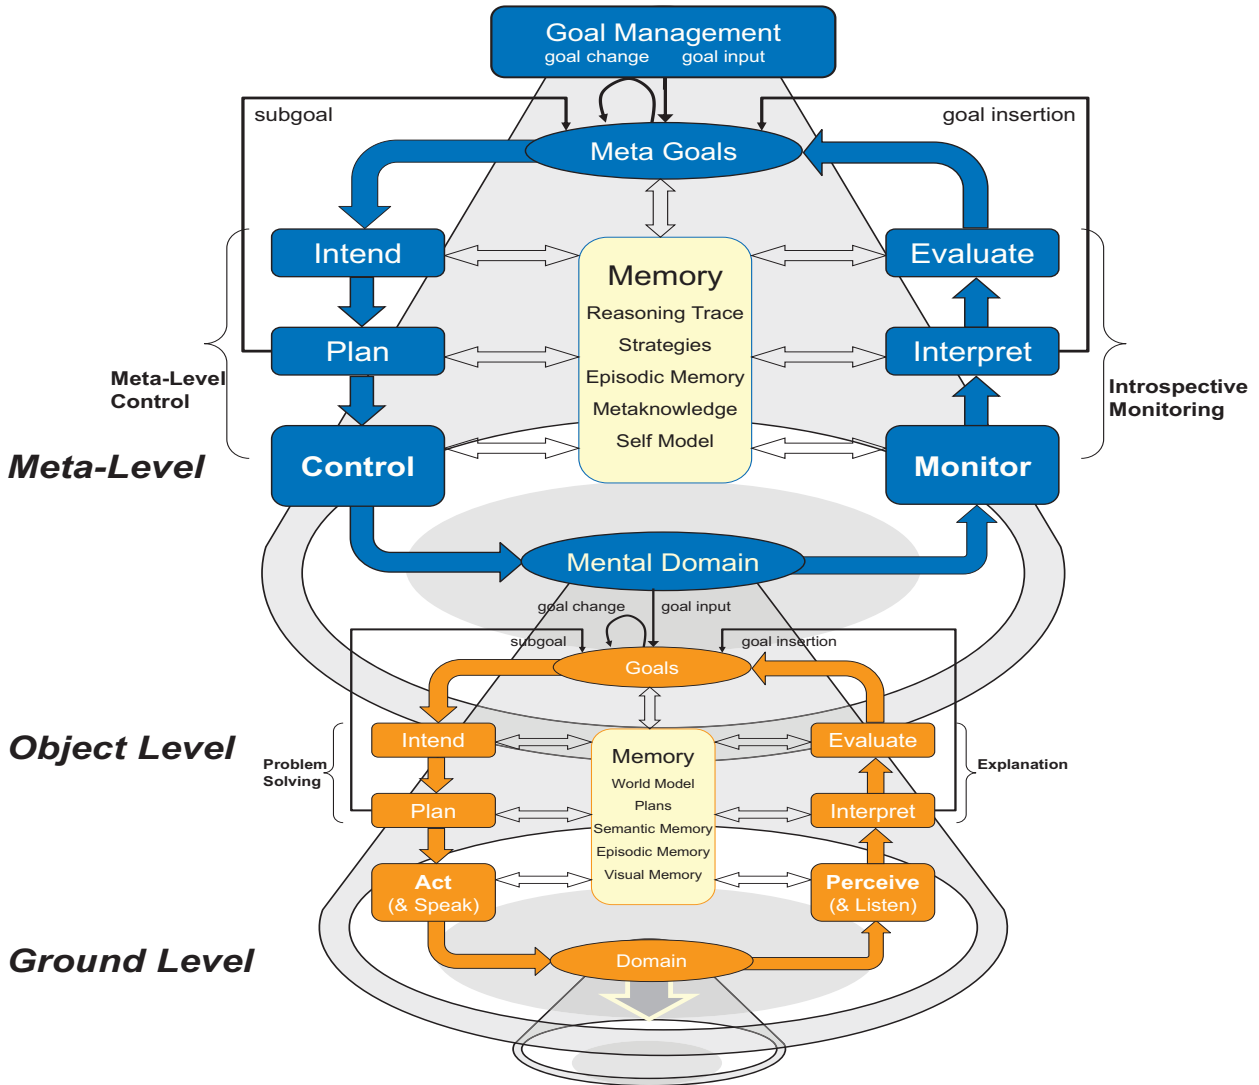 Goal Management
goal change goal input
subgoal
goal insertion
Meta Goals
Intend
Evaluate
Memory
Reasoning Trace
Strategies
Episodic Memory
Metaknowledge
Self Model
Plan
Interpret
Meta-Level
Control
Introspective
Monitoring
Meta-Level
Control
Monitor
Mental Domain
goal change
goal input
subgoal
goal insertion
Goals
Object Level
Intend
Evaluate
Problem
Solving
Explanation
Memory
World Model
Plans
Semantic Memory
Episodic Memory
Visual Memory
Plan
Interpret
Act
(& Speak)
Perceive
(& Listen)
Ground Level
Domain